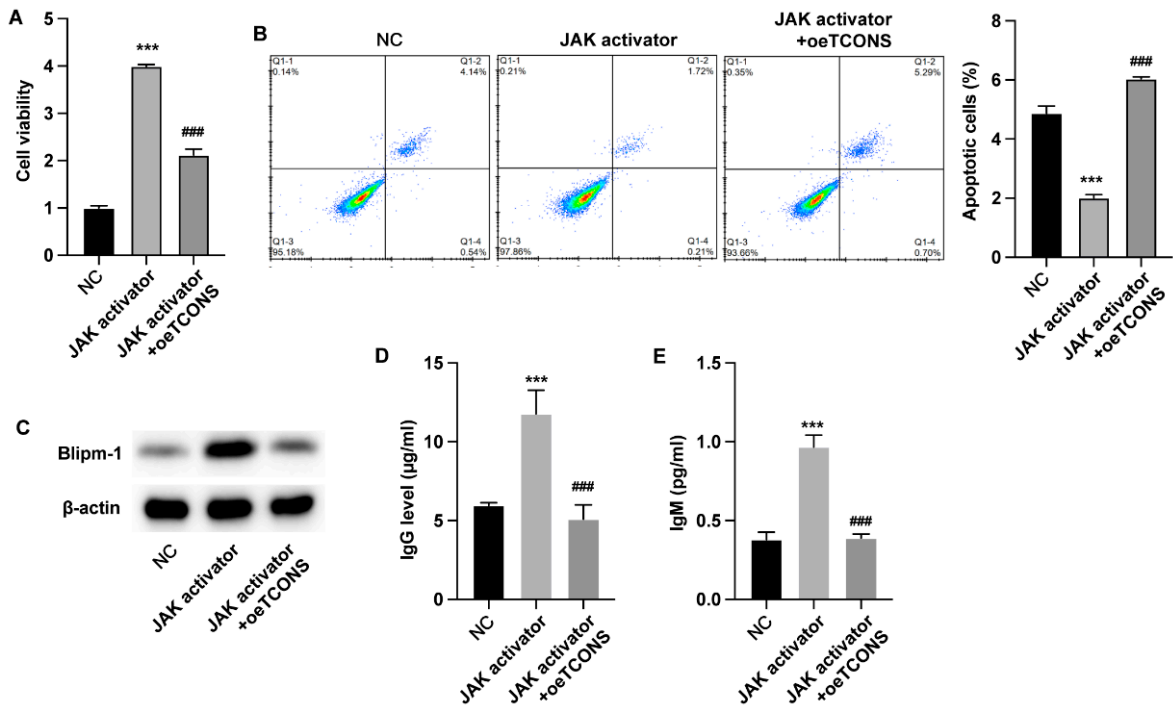 A
Cell viability
5
4
3
2
1
0
***
###
NC
JAK activator
JAK activator
+oeTCONS
B
NC
Q1-1
0.14%
Q1-2
4.14%
Q1-3
95.18%
Q1-4
0.54%
JAK activator
Q1-1
0.21%
Q1-2
1.72%
Q1-3
97.86%
Q1-4
0.21%
JAK activator
+oeTCONS
Q1-1
0.35%
Q1-2
5.29%
Q1-3
93.66%
Q1-4
0.70%
Apoptotic cells (%)
8
6
4
2
0
***
###
NC
JAK activator
JAK activator
+oeTCONS
C
Blipm-1
β-actin
NC
JAK activator
JAK activator
+oeTCONS
D
IgG level (μg/ml)
15
10
5
0
***
###
NC
JAK activator
JAK activator
+oeTCONS
E
IgM (pg/ml)
1.5
1.0
0.5
0.0
***
###
NC
JAK activator
JAK activator
+oeTCONS